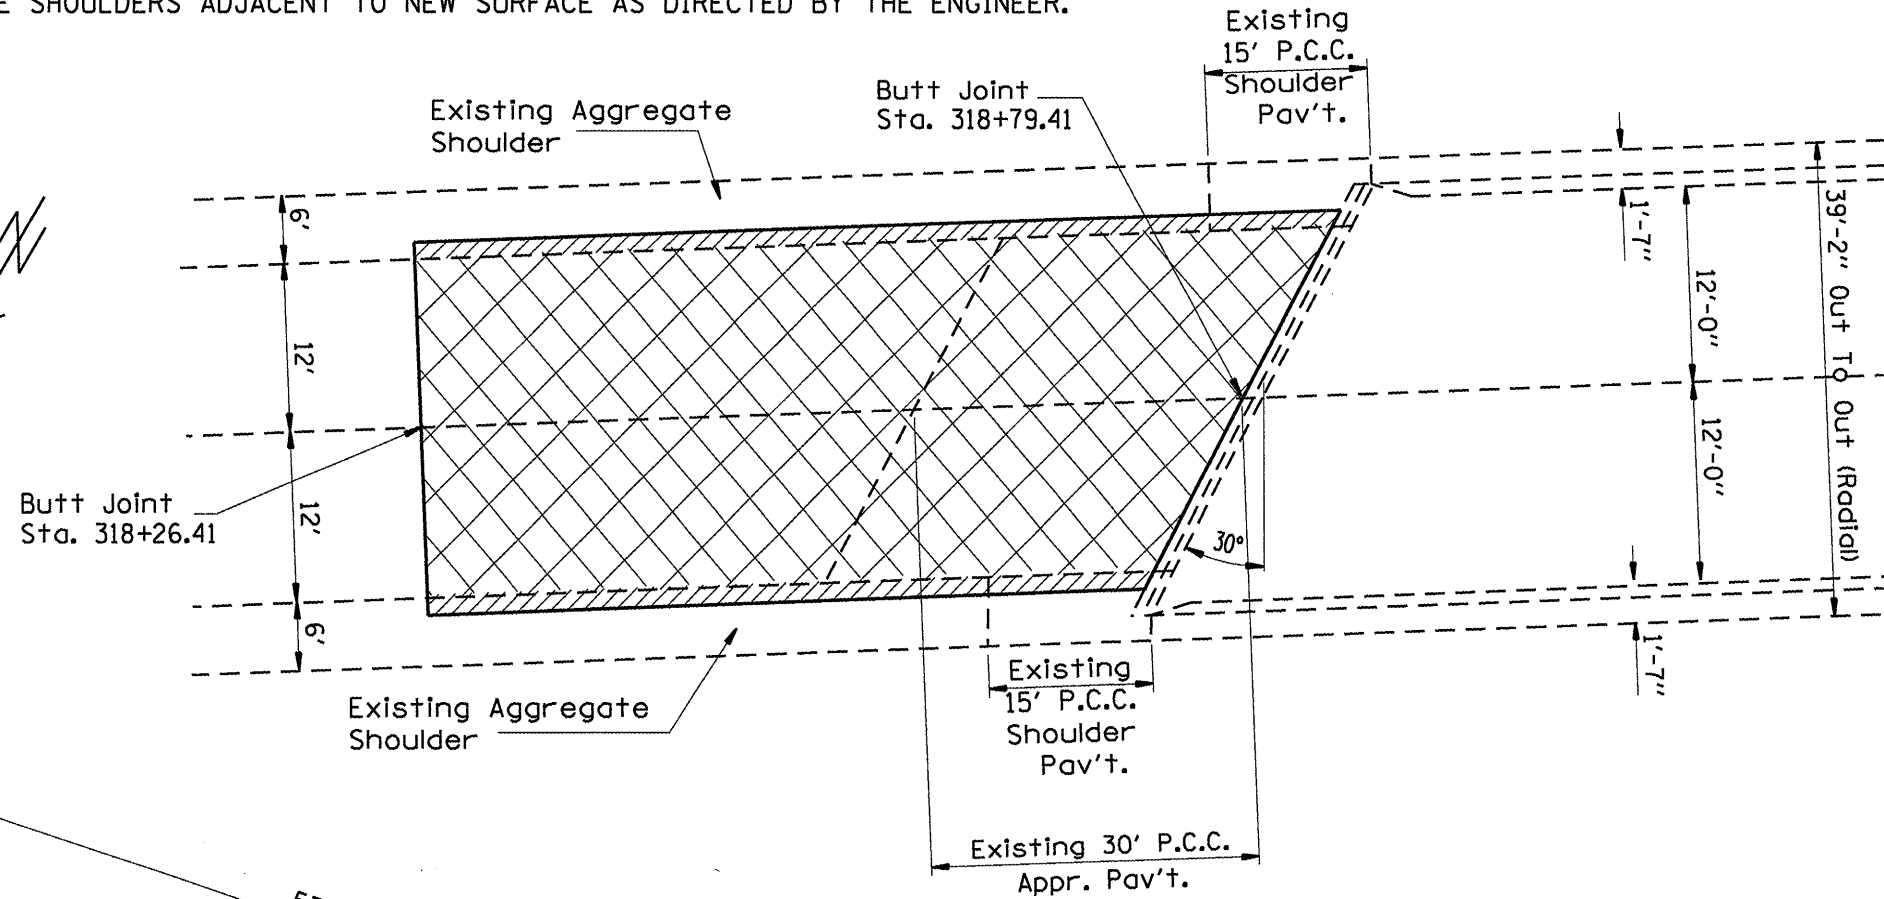 SHOULDERS ADJACENT TO NEW SURFACE AS DIRECTED BY THE ENGINEER.
Existing
15' P.C.C.
Shoulder
Pav't.
Butt Joint
Sta. 318+79.41
Existing Aggregate
Shoulder
6'
12'
12'
6'
1'-7"
12'-0"
12'-0"
39'-2" Out To Out (Radial)
1'-7"
30°
Butt Joint
Sta. 318+26.41
Existing Aggregate
Shoulder
Existing
15' P.C.C.
Shoulder
Pav't.
Existing 30' P.C.C.
Appr. Pav't.